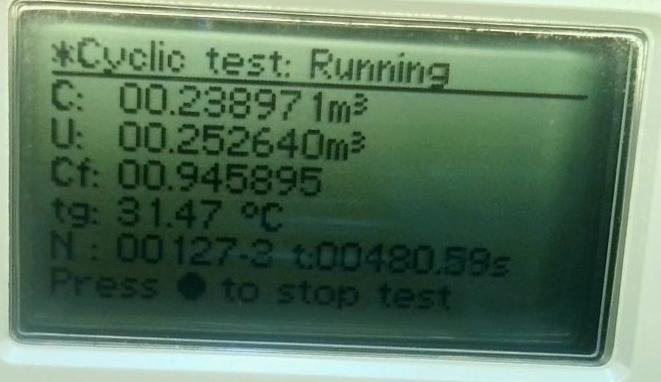 *Cyclic test: Running
C: 00.238971m³
U: 00.252640m³
Cf: 00.945895
tg: 31.47 °C
N : 00127-3 t:00480.59s
Press ● to stop test